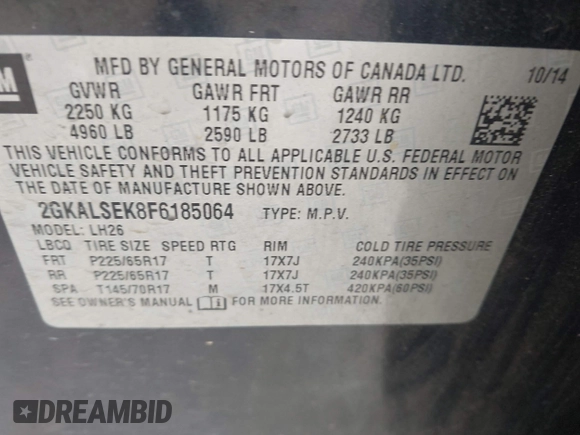 GM
MFD BY GENERAL MOTORS OF CANADA LTD. 10/14
GVWR GAWR FRT GAWR RR
2250 KG 1175 KG 1240 KG
4960 LB 2590 LB 2733 LB
THIS VEHICLE CONFORMS TO ALL APPLICABLE U.S. FEDERAL MOTOR
VEHICLE SAFETY AND THEFT PREVENTION STANDARDS IN EFFECT ON
THE DATE OF MANUFACTURE SHOWN ABOVE.
2GKALSEK8F6185064 TYPE: M.P.V.
MODEL: LH26
LBCO TIRE SIZE SPEED RTG RIM COLD TIRE PRESSURE
FRT P225/65R17 T 17X7J 240KPA(35PSI)
RR P225/65R17 T 17X7J 240KPA(35PSI)
SPA T145/70R17 M 17X4.5T 420KPA(60PSI)
SEE OWNER'S MANUAL FOR MORE INFORMATION.
DREAMBID